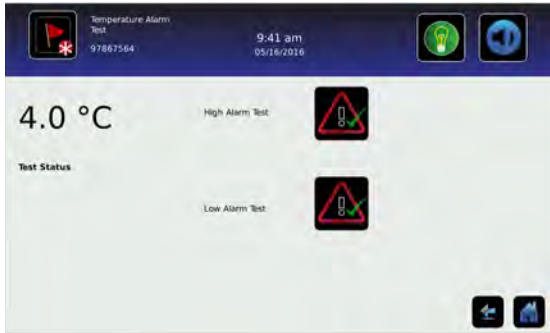 Temperature Alarm
Test
97867564
9:41 am
05/16/2016
4.0 °C
High Alarm Test
Test Status
Low Alarm Test